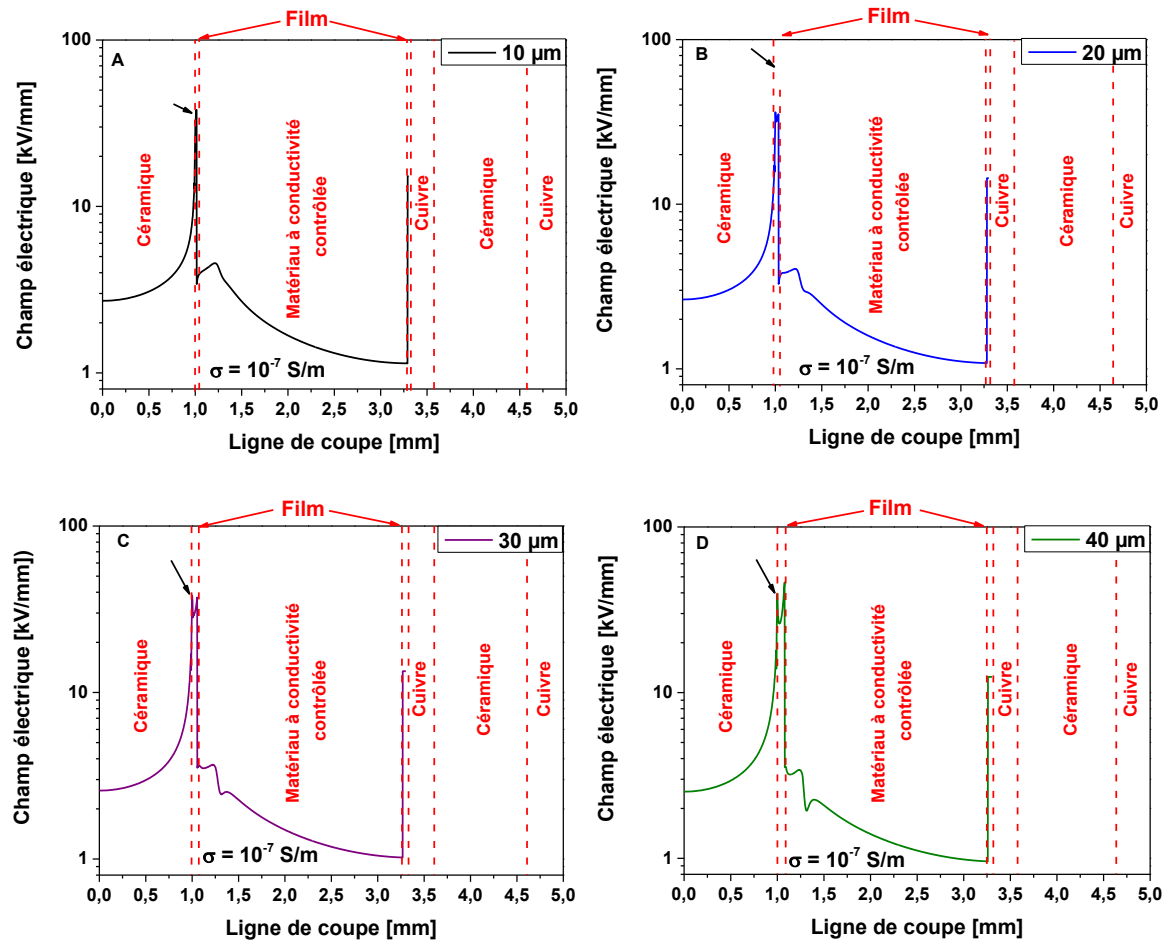 Film
A
10 µm
Céramique
Matériau à conductivité
contrôlée
Cuivre
Céramique
Cuivre
σ = 10⁻⁷ S/m
Champ électrique [kV/mm]
100
10
1
0,0 0,5 1,0 1,5 2,0 2,5 3,0 3,5 4,0 4,5 5,0
Ligne de coupe [mm]
Film
B
20 µm
Céramique
Matériau à conductivité
contrôlée
Cuivre
Céramique
Cuivre
σ = 10⁻⁷ S/m
Champ électrique [kV/mm]
100
10
1
0,0 0,5 1,0 1,5 2,0 2,5 3,0 3,5 4,0 4,5 5,0
Ligne de coupe [mm]
Film
C
30 µm
Céramique
Matériau à conductivité
contrôlée
Cuivre
Céramique
Cuivre
σ = 10⁻⁷ S/m
Champ électrique [kV/mm])
100
10
1
0,0 0,5 1,0 1,5 2,0 2,5 3,0 3,5 4,0 4,5 5,0
Ligne de coupe [mm]
Film
D
40 µm
Céramique
Matériau à conductivité
contrôlée
Cuivre
Céramique
Cuivre
σ = 10⁻⁷ S/m
Champ électrique [kV/mm]
100
10
1
0,0 0,5 1,0 1,5 2,0 2,5 3,0 3,5 4,0 4,5 5,0
Ligne de coupe [mm]